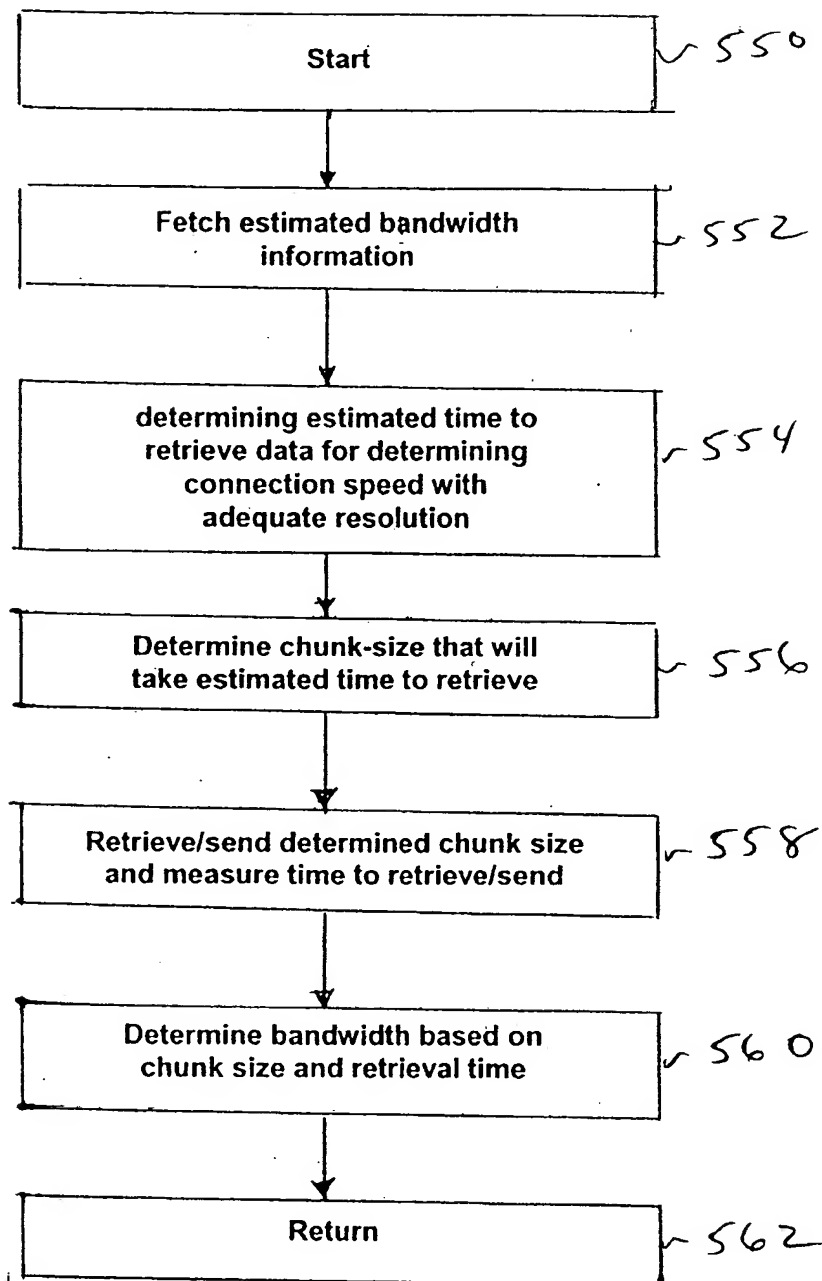 Start
550
Fetch estimated bandwidth
information
552
determining estimated time to
retrieve data for determining
connection speed with
adequate resolution
554
Determine chunk-size that will
take estimated time to retrieve
556
Retrieve/send determined chunk size
and measure time to retrieve/send
558
Determine bandwidth based on
chunk size and retrieval time
560
Return
562